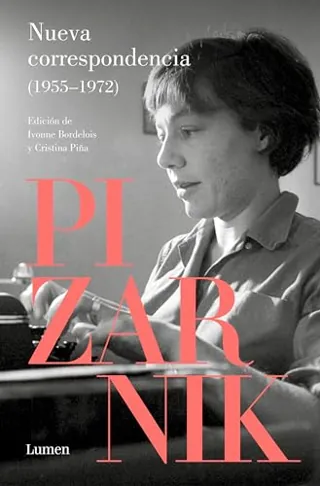 Nueva
correspondencia
(1955–1972)
Edición de
Ivonne Bordelois
y Cristina Piña
PI
ZAR
NIK
Lumen